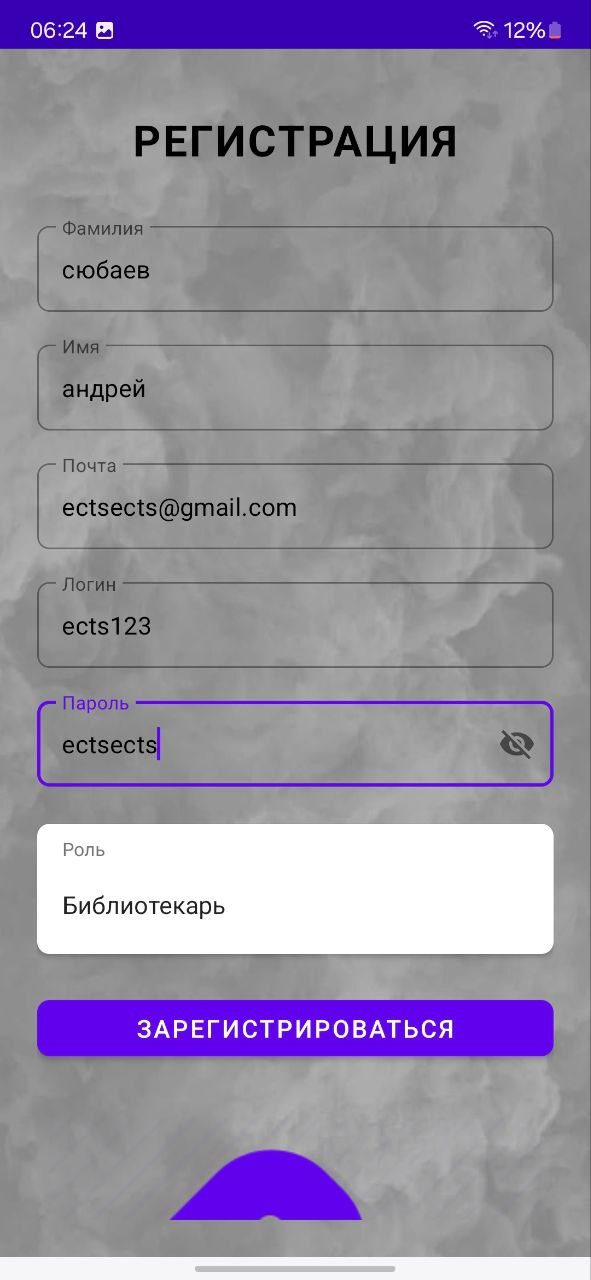 06:24 12%
РЕГИСТРАЦИЯ
Фамилия
сюбаев
Имя
андрей
Почта
ectsects@gmail.com
Логин
ects123
Пароль
ectsects
Роль
Библиотекарь
ЗАРЕГИСТРИРОВАТЬСЯ